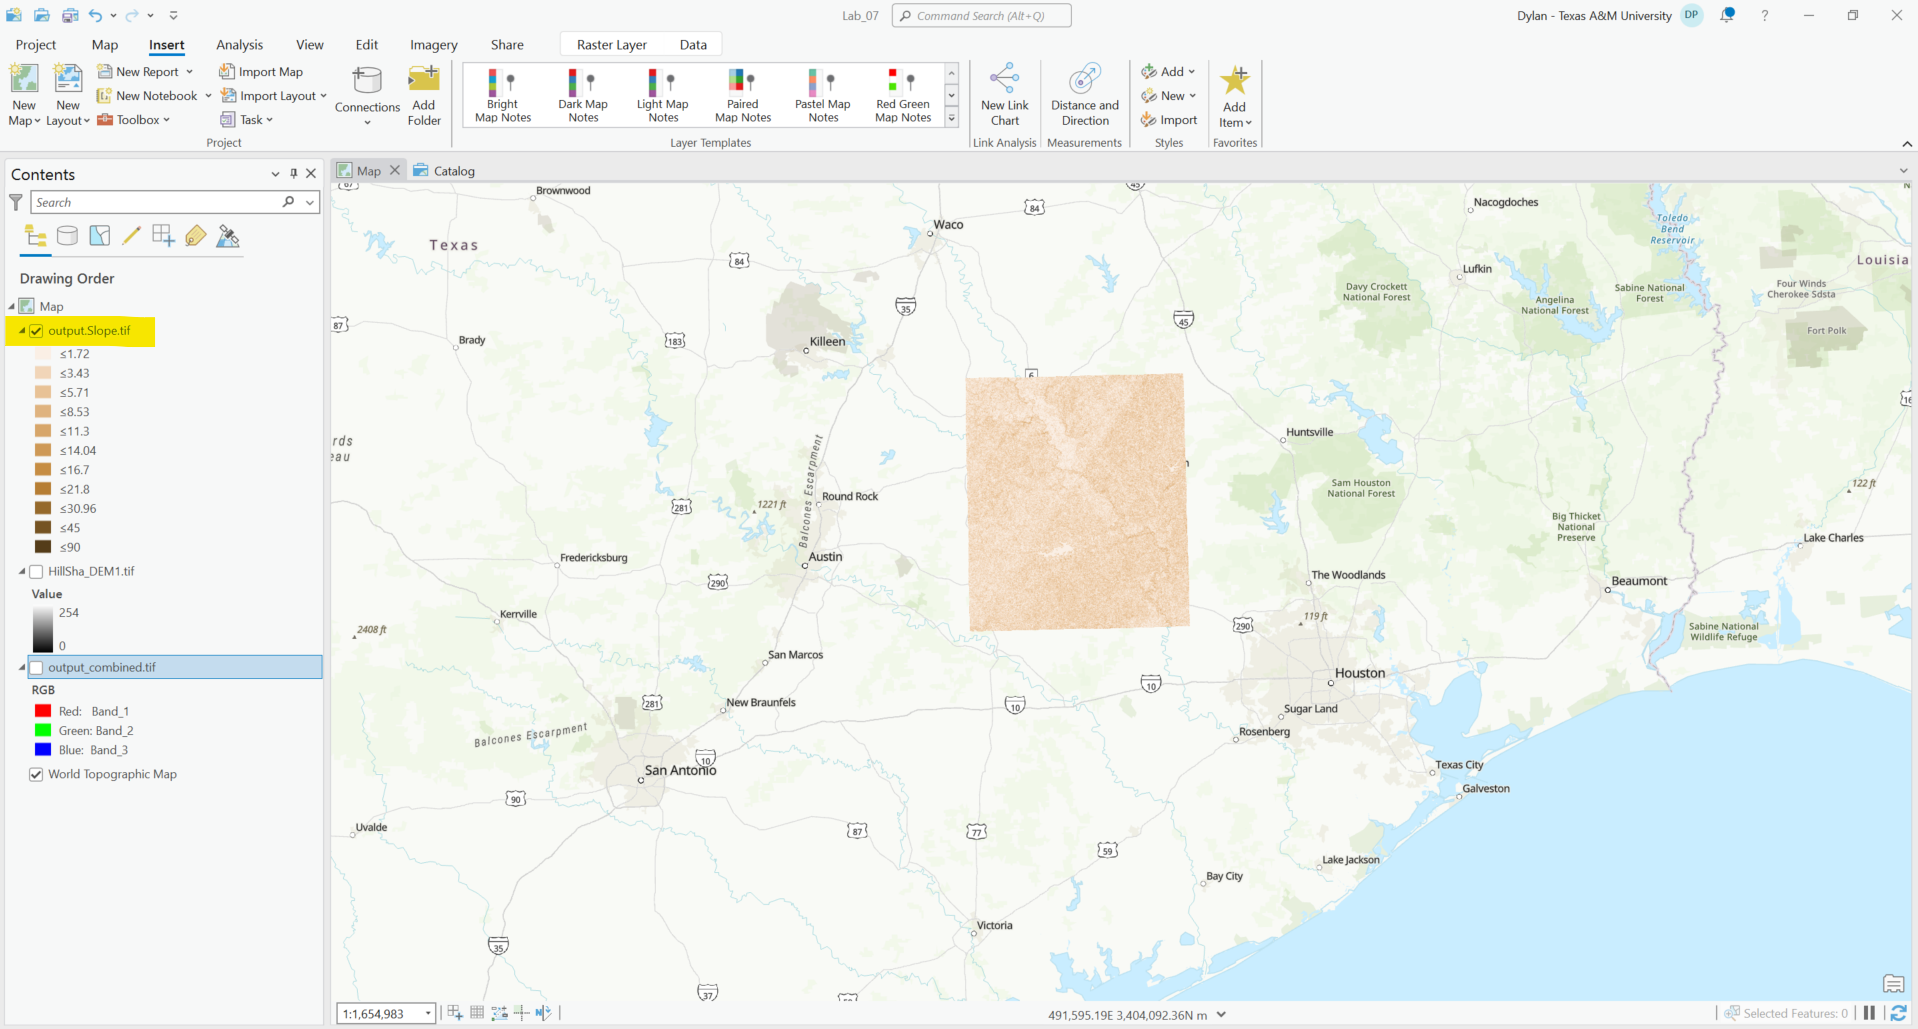 Lab_07
Command Search (Alt+Q)
Dylan - Texas A&M University
DP
?
Project
Map
Insert
Analysis
View
Edit
Imagery
Share
Raster Layer
Data
New Map
New Layout
New Report
New Notebook
Toolbox
Import Map
Import Layout
Task
Connections
Add Folder
Project
Bright Map Notes
Dark Map Notes
Light Map Notes
Paired Map Notes
Pastel Map Notes
Red Green Map Notes
Layer Templates
New Link Chart
Link Analysis
Distance and Direction
Measurements
Add
New
Import
Styles
Add Item
Favorites
Contents
Search
Drawing Order
Map
output.Slope.tif
≤1.72
≤3.43
≤5.71
≤8.53
≤11.3
≤14.04
≤16.7
≤21.8
≤30.96
≤45
≤90
HillSha_DEM1.tif
Value
254
0
output_combined.tif
RGB
Red: Band_1
Green: Band_2
Blue: Band_3
World Topographic Map
Map
Catalog
67
Brownwood
45
84
Nacogdoches
N
Texas
Waco
Toledo
Bend
Reservoir
84
Lufkin
Louisia
Davy Crockett
National Forest
Angelina
National Forest
Sabine National
Forest
Four Winds
Cherokee Sdsta
35
87
45
Fort Polk
Brady
183
Killeen
6
16
rds
eau
Huntsville
n
Balcones Escarpment
Round Rock
281
1221 ft
Sam Houston
National Forest
122 ft
Big Thicket
National
Preserve
Lake Charles
Fredericksburg
Austin
290
The Woodlands
Beaumont
Kerrville
119 ft
290
2408 ft
Sabine National
Wildlife Refuge
San Marcos
Houston
10
281
New Braunfels
10
Sugar Land
Rosenberg
Balcones Escarpment
10
San Antonio
Texas City
Galveston
90
Uvalde
87
77
59
Lake Jackson
Bay City
Victoria
35
37
59
1:1,654,983
491,595.19E 3,404,092.36N m
Selected Features: 0